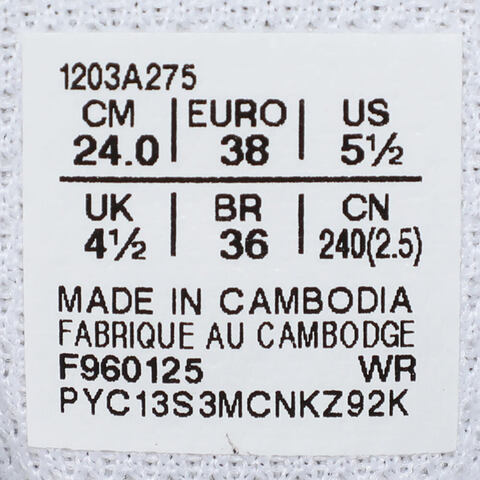 1203A275
CM EURO US
24.0 38 5½
UK BR CN
4½ 36 240(2.5)
MADE IN CAMBODIA
FABRIQUE AU CAMBODGE
F960125 WR
PYC13S3MCNKZ92K